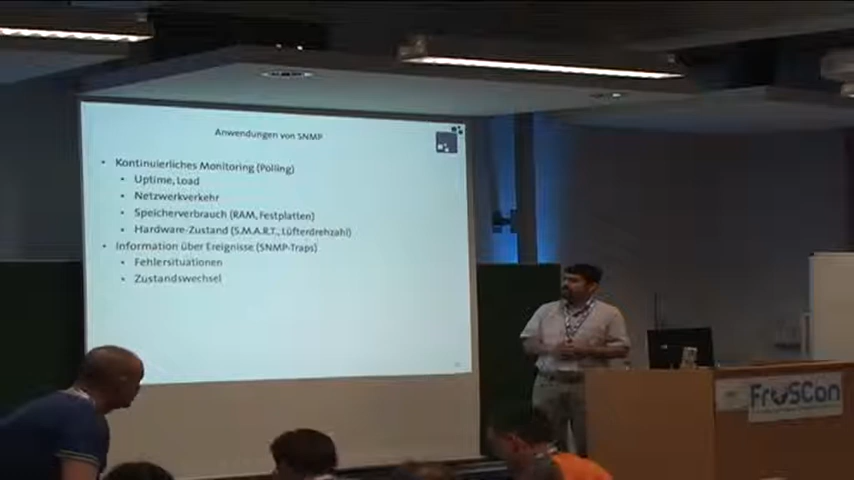 Anwendungen von SNMP
Kontinuierliches Monitoring (Polling)
Uptime, Load
Netzwerkverkehr
Speicherverbrauch (RAM, Festplatten)
Hardware-Zustand (S.M.A.R.T., Lüfterdrehzahl)
Information über Ereignisse (SNMP-Traps)
Fehlersituationen
Zustandswechsel
FrOSCon